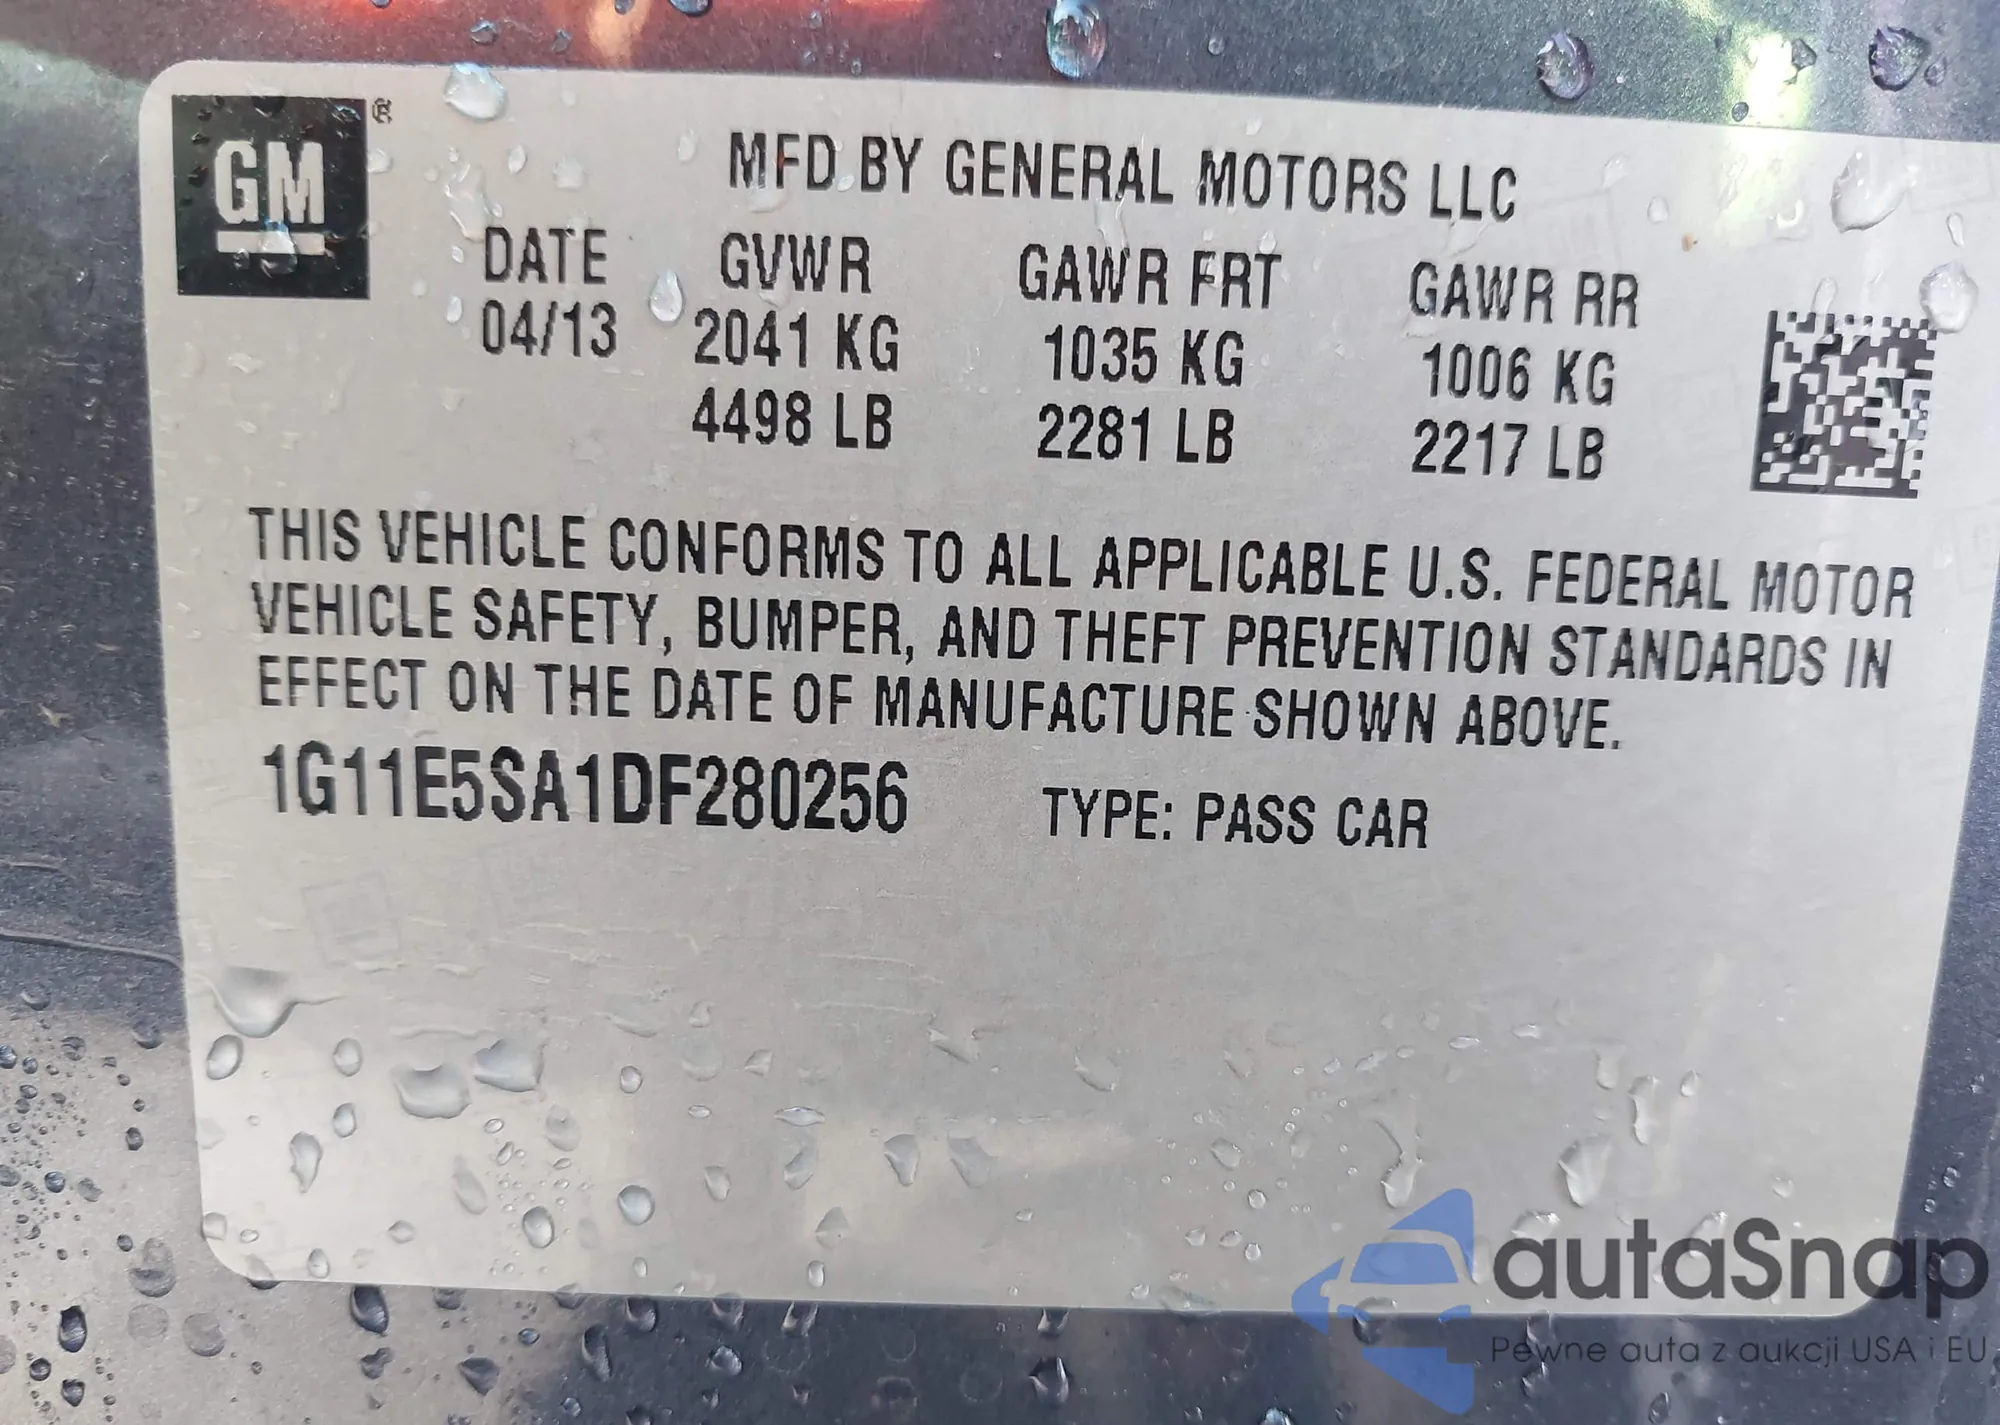 GM ®
MFD BY GENERAL MOTORS LLC
DATE GVWR GAWR FRT GAWR RR
04/13 2041 KG 1035 KG 1006 KG
4498 LB 2281 LB 2217 LB
THIS VEHICLE CONFORMS TO ALL APPLICABLE U.S. FEDERAL MOTOR
VEHICLE SAFETY, BUMPER, AND THEFT PREVENTION STANDARDS IN
EFFECT ON THE DATE OF MANUFACTURE SHOWN ABOVE.
1G11E5SA1DF280256 TYPE: PASS CAR
autaSnap
Pewne auta z aukcji USA i EU